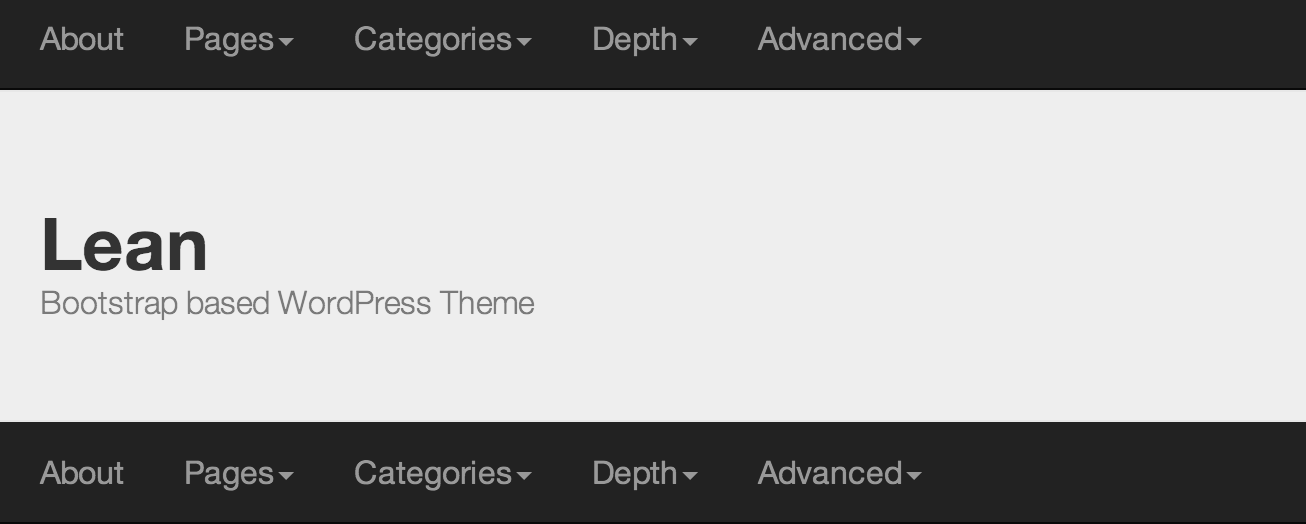 About Pages Categories Depth Advanced
Lean
Bootstrap based WordPress Theme
About Pages Categories Depth Advanced